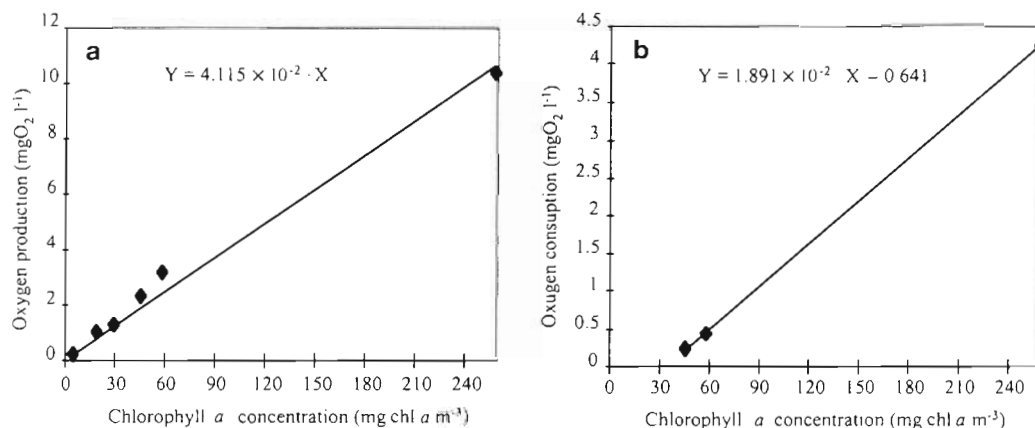 a
Y = 4.115 × 10⁻² · X
Oxygen production (mgO₂ l⁻¹)
12
10
8
6
4
2
0
0 30 60 90 120 150 180 210 240
Chlorophyll a concentration (mg chl a m⁻³)
b
Y = 1.891 × 10⁻² X – 0 641
Oxugen consuption (mgO₂ l⁻¹)
4.5
4
3.5
3
2.5
2
1.5
1
0.5
0
0 30 60 90 120 150 180 210 240
Chlorophyll a concentration (mg chl a m⁻³)